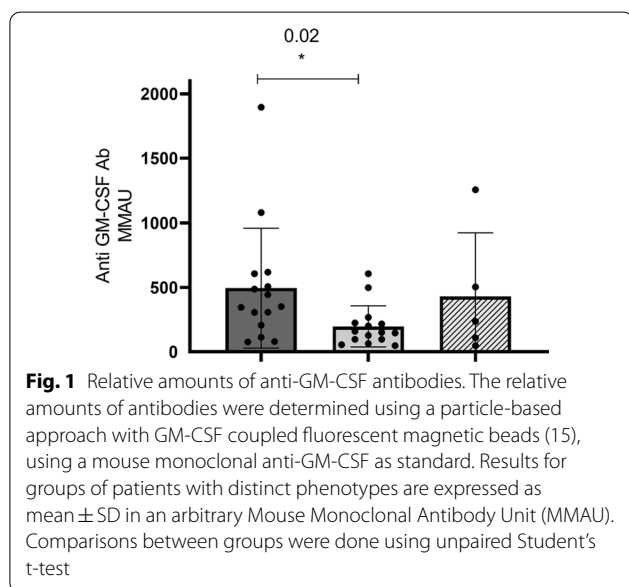 0.02
*
2000
1500
1000
500
0
Anti GM-CSF Ab
MMAU
Fig. 1 Relative amounts of anti-GM-CSF antibodies. The relative
amounts of antibodies were determined using a particle-based
approach with GM-CSF coupled fluorescent magnetic beads (15),
using a mouse monoclonal anti-GM-CSF as standard. Results for
groups of patients with distinct phenotypes are expressed as
mean ± SD in an arbitrary Mouse Monoclonal Antibody Unit (MMAU).
Comparisons between groups were done using unpaired Student's
t-test